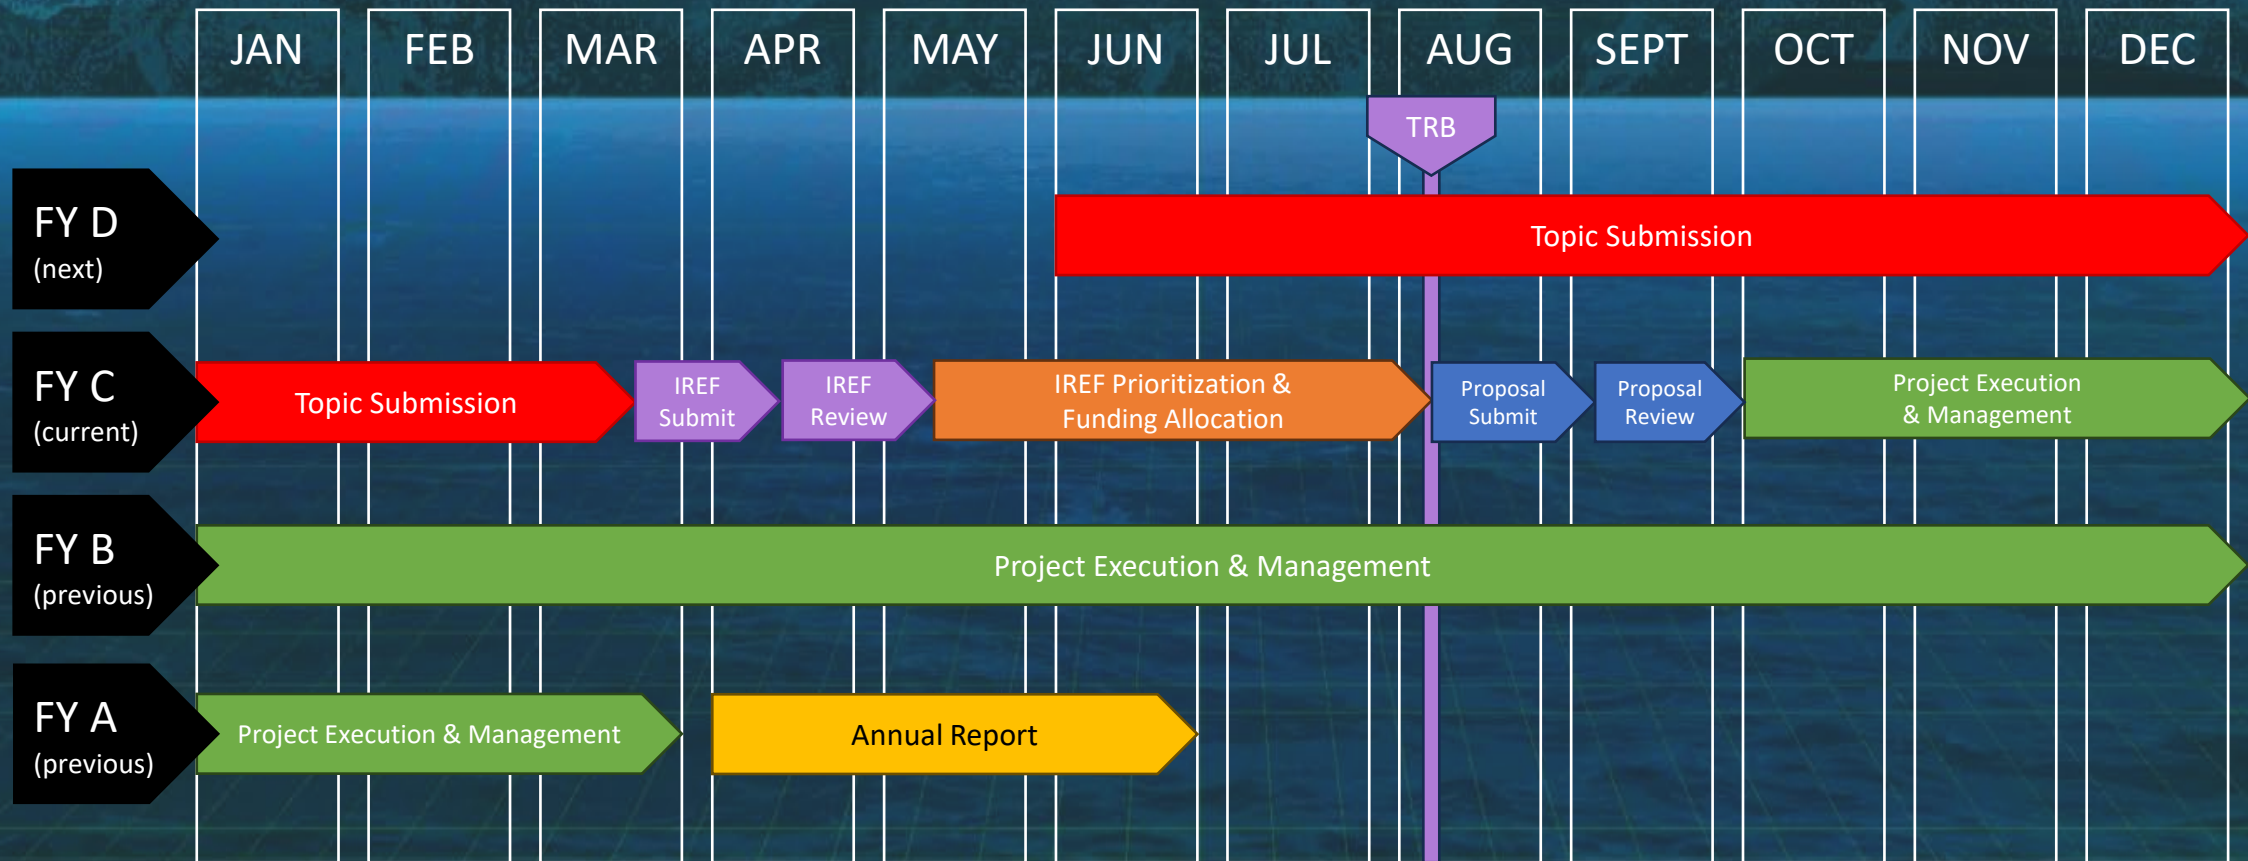 JAN
FEB
MAR
APR
MAY
JUN
JUL
AUG
SEPT
OCT
NOV
DEC
TRB
FY D
(next)
Topic Submission
FY C
(current)
Topic Submission
IREF
Submit
IREF
Review
IREF Prioritization &
Funding Allocation
Proposal
Submit
Proposal
Review
Project Execution
& Management
FY B
(previous)
Project Execution & Management
FY A
(previous)
Project Execution & Management
Annual Report